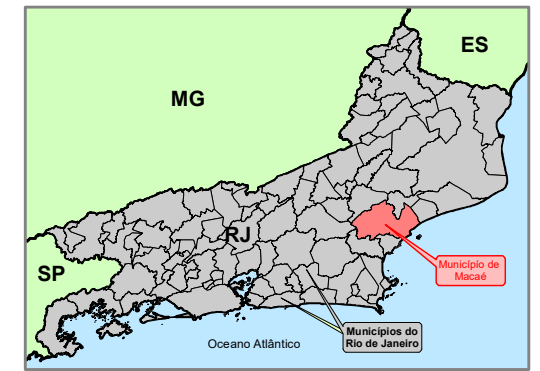 ES
MG
RJ
SP
Município de
Macaé
Municípios do
Rio de Janeiro
Oceano Atlântico